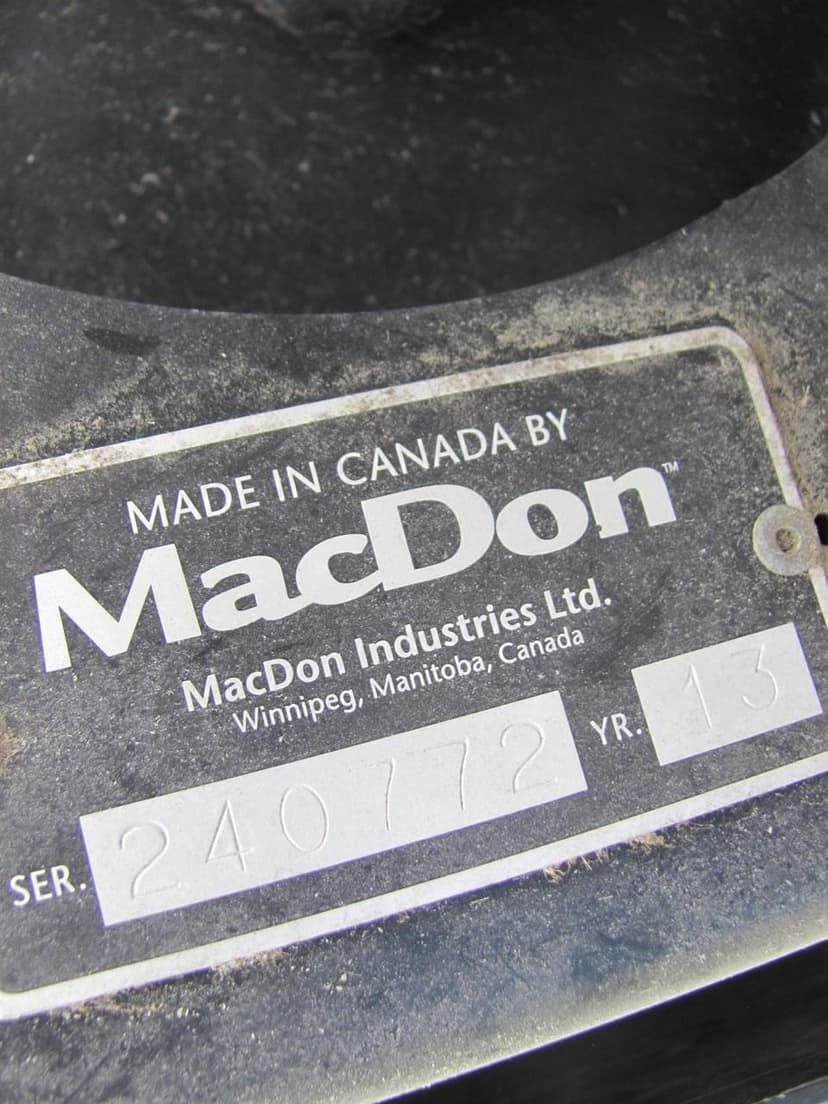 MADE IN CANADA BY
MacDon™
MacDon Industries Ltd.
Winnipeg, Manitoba, Canada
SER. 240772 YR. 13